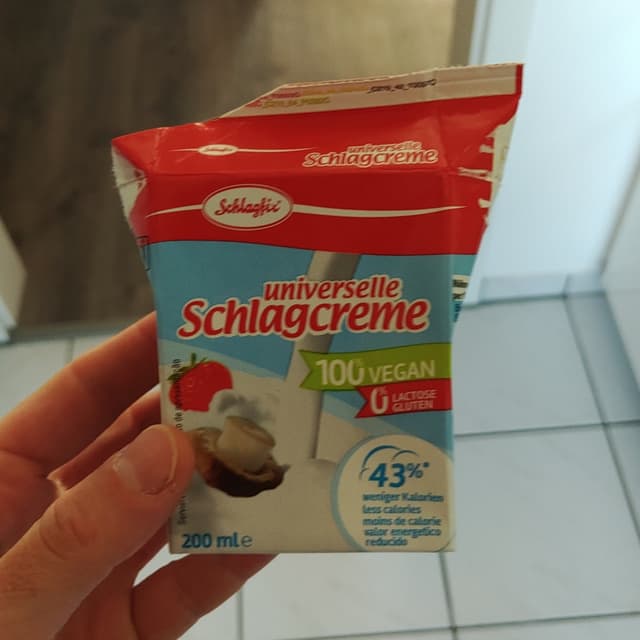 universelle
Schlagcreme
Schlagfix
universelle
Schlagcreme
100% VEGAN
0% LACTOSE
GLUTEN
43%*
weniger Kalorien
less calories
moins de calorie
valor energetico
reducido
200 ml e